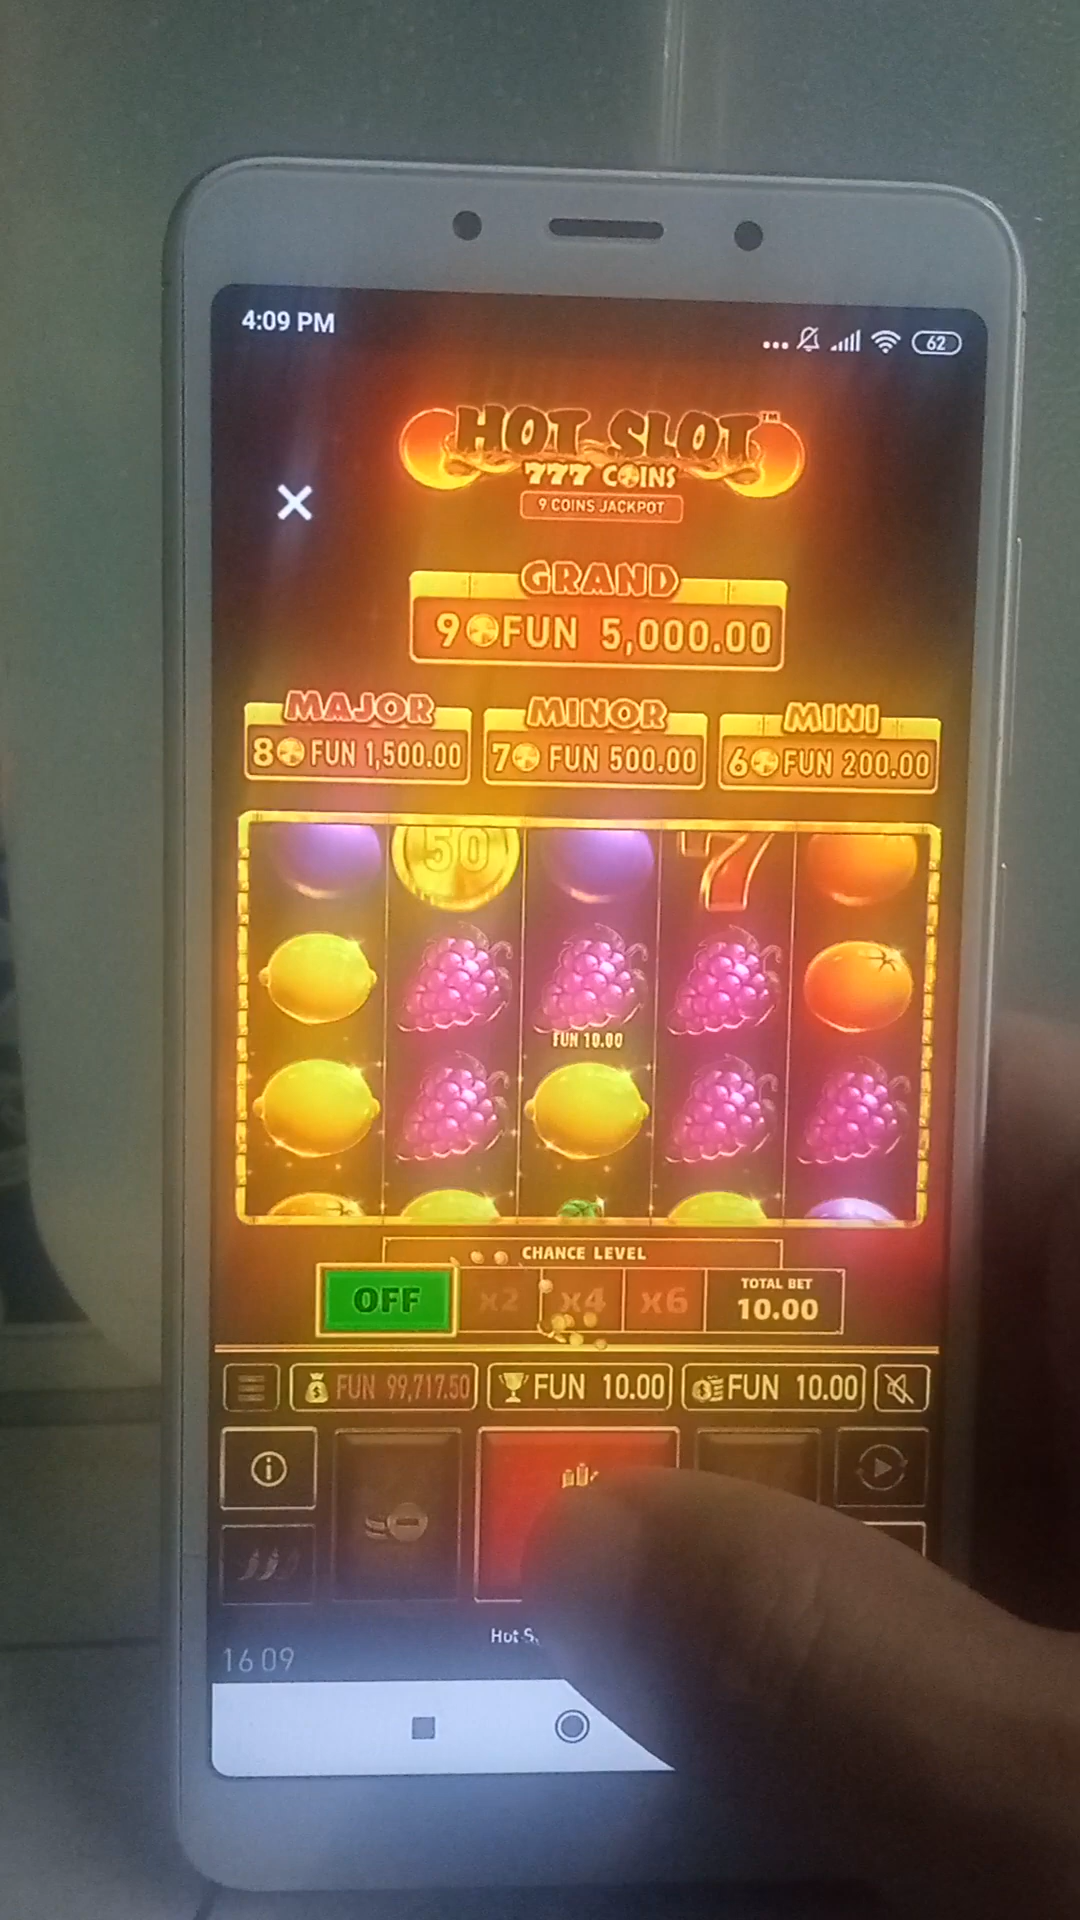 4:09 PM
62
HOT SLOT™
777 COINS
9 COINS JACKPOT
GRAND
9 FUN 5,000.00
MAJOR
8 FUN 1,500.00
MINOR
7 FUN 500.00
MINI
6 FUN 200.00
50
7
FUN 10.00
CHANCE LEVEL
OFF
x2
x4
x6
TOTAL BET
10.00
FUN 99,717.50
FUN 10.00
FUN 10.00
Hot
16 09